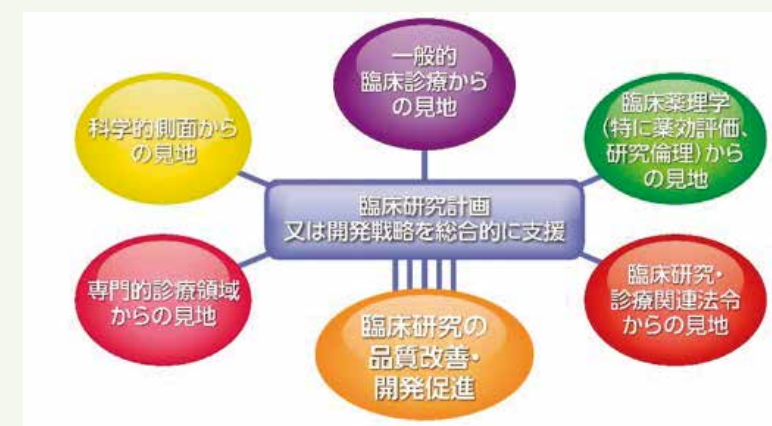 一般的
臨床診療から
の見地
科学的側面から
の見地
臨床薬理学
(特に薬効評価、
研究倫理)から
の見地
臨床研究計画
又は開発戦略を総合的に支援
専門的診療領域
からの見地
臨床研究の
品質改善・
開発促進
臨床研究・
診療関連法令
からの見地